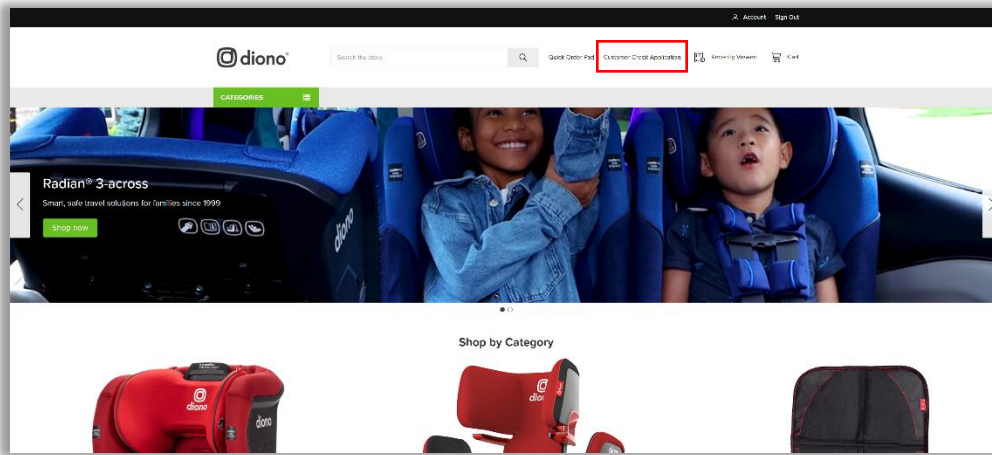 Account Sign Out
diono®
Search the store
Quick Order Pad
Customer Credit Application
Recently Viewed
Cart
CATEGORIES
Radian® 3-across
Smart, safe travel solutions for families since 1999
Shop now
diono
Shop by Category
diono
diono
diono